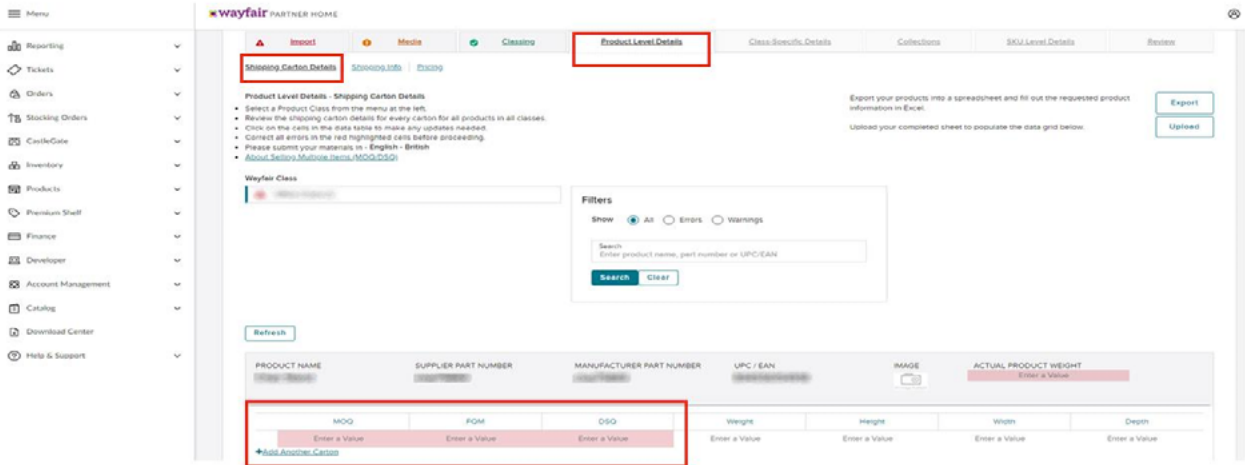 Menu
wayfair PARTNER HOME
Reporting
Tickets
Orders
Stocking Orders
CastleGate
Inventory
Products
Premium Shelf
Finance
Developer
Account Management
Catalog
Download Center
Help & Support
Import Media Classing Product Level Details Class-Specific Details Collections SKU Level Details Review
Shipping Carton Details Shipping Info Pricing
Product Level Details - Shipping Carton Details
Select a Product Class from the menu at the left.
Review the shipping carton details for every carton for all products in all classes.
Click on the cells in the data table to make any updates needed.
Correct all errors in the red highlighted cells before proceeding.
Please submit your materials in - English - British
About Selling Multiple Items (MOQ/DSQ)
Export your products into a spreadsheet and fill out the requested product
information in Excel.
Upload your completed sheet to populate the data grid below.
Export
Upload
Wayfair Class
Filters
Show All Errors Warnings
Search
Enter product name, part number or UPC/EAN
Search Clear
Refresh
PRODUCT NAME SUPPLIER PART NUMBER MANUFACTURER PART NUMBER UPC / EAN IMAGE ACTUAL PRODUCT WEIGHT
Enter a Value
MOQ FQM DSQ Weight Height Width Depth
Enter a Value Enter a Value Enter a Value Enter a Value Enter a Value Enter a Value Enter a Value
+Add Another Carton